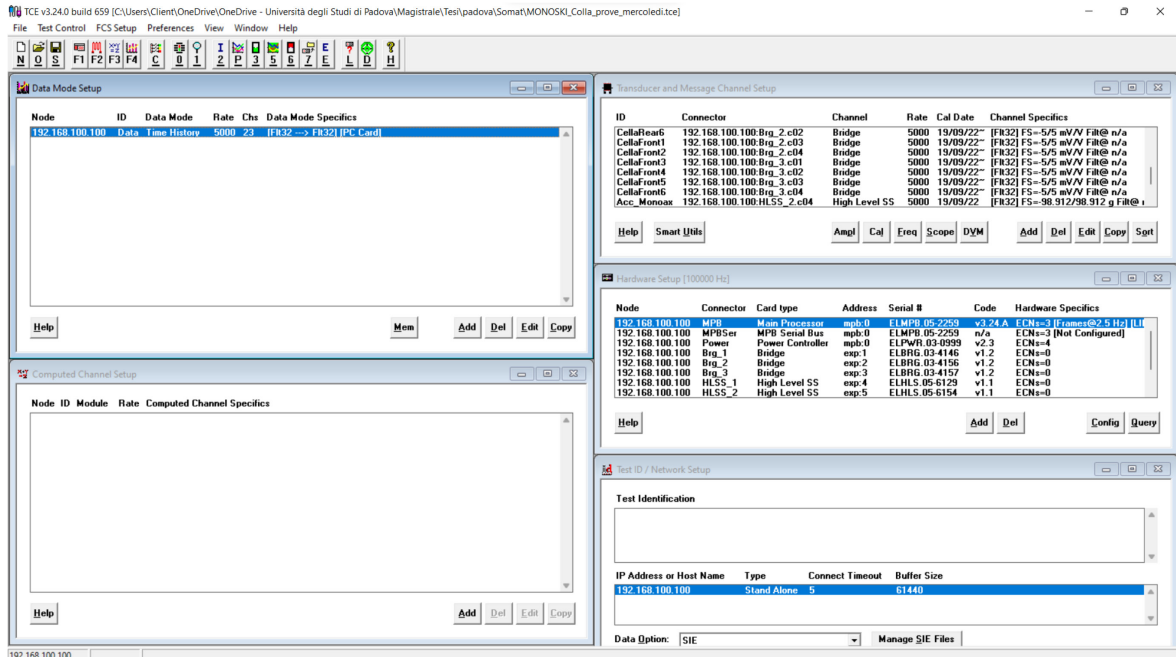 TCE v3.24.0 build 659 [C:\Users\Client\OneDrive\OneDrive - Università degli Studi di Padova\Magistrale\Tesi\padova\Somat\MONOSKI_Colla_prove_mercoledi.tce]
File Test Control FCS Setup Preferences View Window Help
N O S F1 F2 F3 F4 C 0 1 2 P 3 5 6 7 E L D H
Data Mode Setup
Node ID Data Mode Rate Chs Data Mode Specifics
192.168.100.100 Data Time History 5000 23 [Flt32 ---> Flt32] [PC Card]
Help Mem Add Del Edit Copy
Computed Channel Setup
Node ID Module Rate Computed Channel Specifics
Help Add Del Edit Copy
Transducer and Message Channel Setup
ID Connector Channel Rate Cal Date Channel Specifics
CellaRear6 192.168.100.100:Brg_2.c02 Bridge 5000 19/09/22~ [Flt32] FS=-5/5 mV/V Filt@ n/a
CellaFront1 192.168.100.100:Brg_2.c03 Bridge 5000 19/09/22~ [Flt32] FS=-5/5 mV/V Filt@ n/a
CellaFront2 192.168.100.100:Brg_2.c04 Bridge 5000 19/09/22~ [Flt32] FS=-5/5 mV/V Filt@ n/a
CellaFront3 192.168.100.100:Brg_3.c01 Bridge 5000 19/09/22~ [Flt32] FS=-5/5 mV/V Filt@ n/a
CellaFront4 192.168.100.100:Brg_3.c02 Bridge 5000 19/09/22~ [Flt32] FS=-5/5 mV/V Filt@ n/a
CellaFront5 192.168.100.100:Brg_3.c03 Bridge 5000 19/09/22~ [Flt32] FS=-5/5 mV/V Filt@ n/a
CellaFront6 192.168.100.100:Brg_3.c04 Bridge 5000 19/09/22~ [Flt32] FS=-5/5 mV/V Filt@ n/a
Acc_Monoax 192.168.100.100:HLSS_2.c04 High Level SS 5000 19/09/22 [Flt32] FS=-98.912/98.912 g Filt@
Help Smart Utils Ampl Cal Freq Scope DVM Add Del Edit Copy Sort
Hardware Setup [100000 Hz]
Node Connector Card type Address Serial # Code Hardware Specifics
192.168.100.100 MPB Main Processor mpb:0 ELMPB.05-2259 v3.24.A ECNs=3 [Frames@2.5 Hz]
192.168.100.100 MPBSer MPB Serial Bus mpb:0 ELMPB.05-2259 n/a ECNs=3 [Not Configured]
192.168.100.100 Power Power Controller mpb:0 ELPWR.03-0999 v2.3 ECNs=4
192.168.100.100 Brg_1 Bridge exp:1 ELBRG.03-4146 v1.2 ECNs=0
192.168.100.100 Brg_2 Bridge exp:2 ELBRG.03-4156 v1.2 ECNs=0
192.168.100.100 Brg_3 Bridge exp:3 ELBRG.03-4157 v1.2 ECNs=0
192.168.100.100 HLSS_1 High Level SS exp:4 ELHLS.05-6129 v1.1 ECNs=0
192.168.100.100 HLSS_2 High Level SS exp:5 ELHLS.05-6154 v1.1 ECNs=0
Help Add Del Config Query
Test ID / Network Setup
Test Identification
IP Address or Host Name Type Connect Timeout Buffer Size
192.168.100.100 Stand Alone 5 61440
Data Option: SIE Manage SIE Files
192.168.100.100